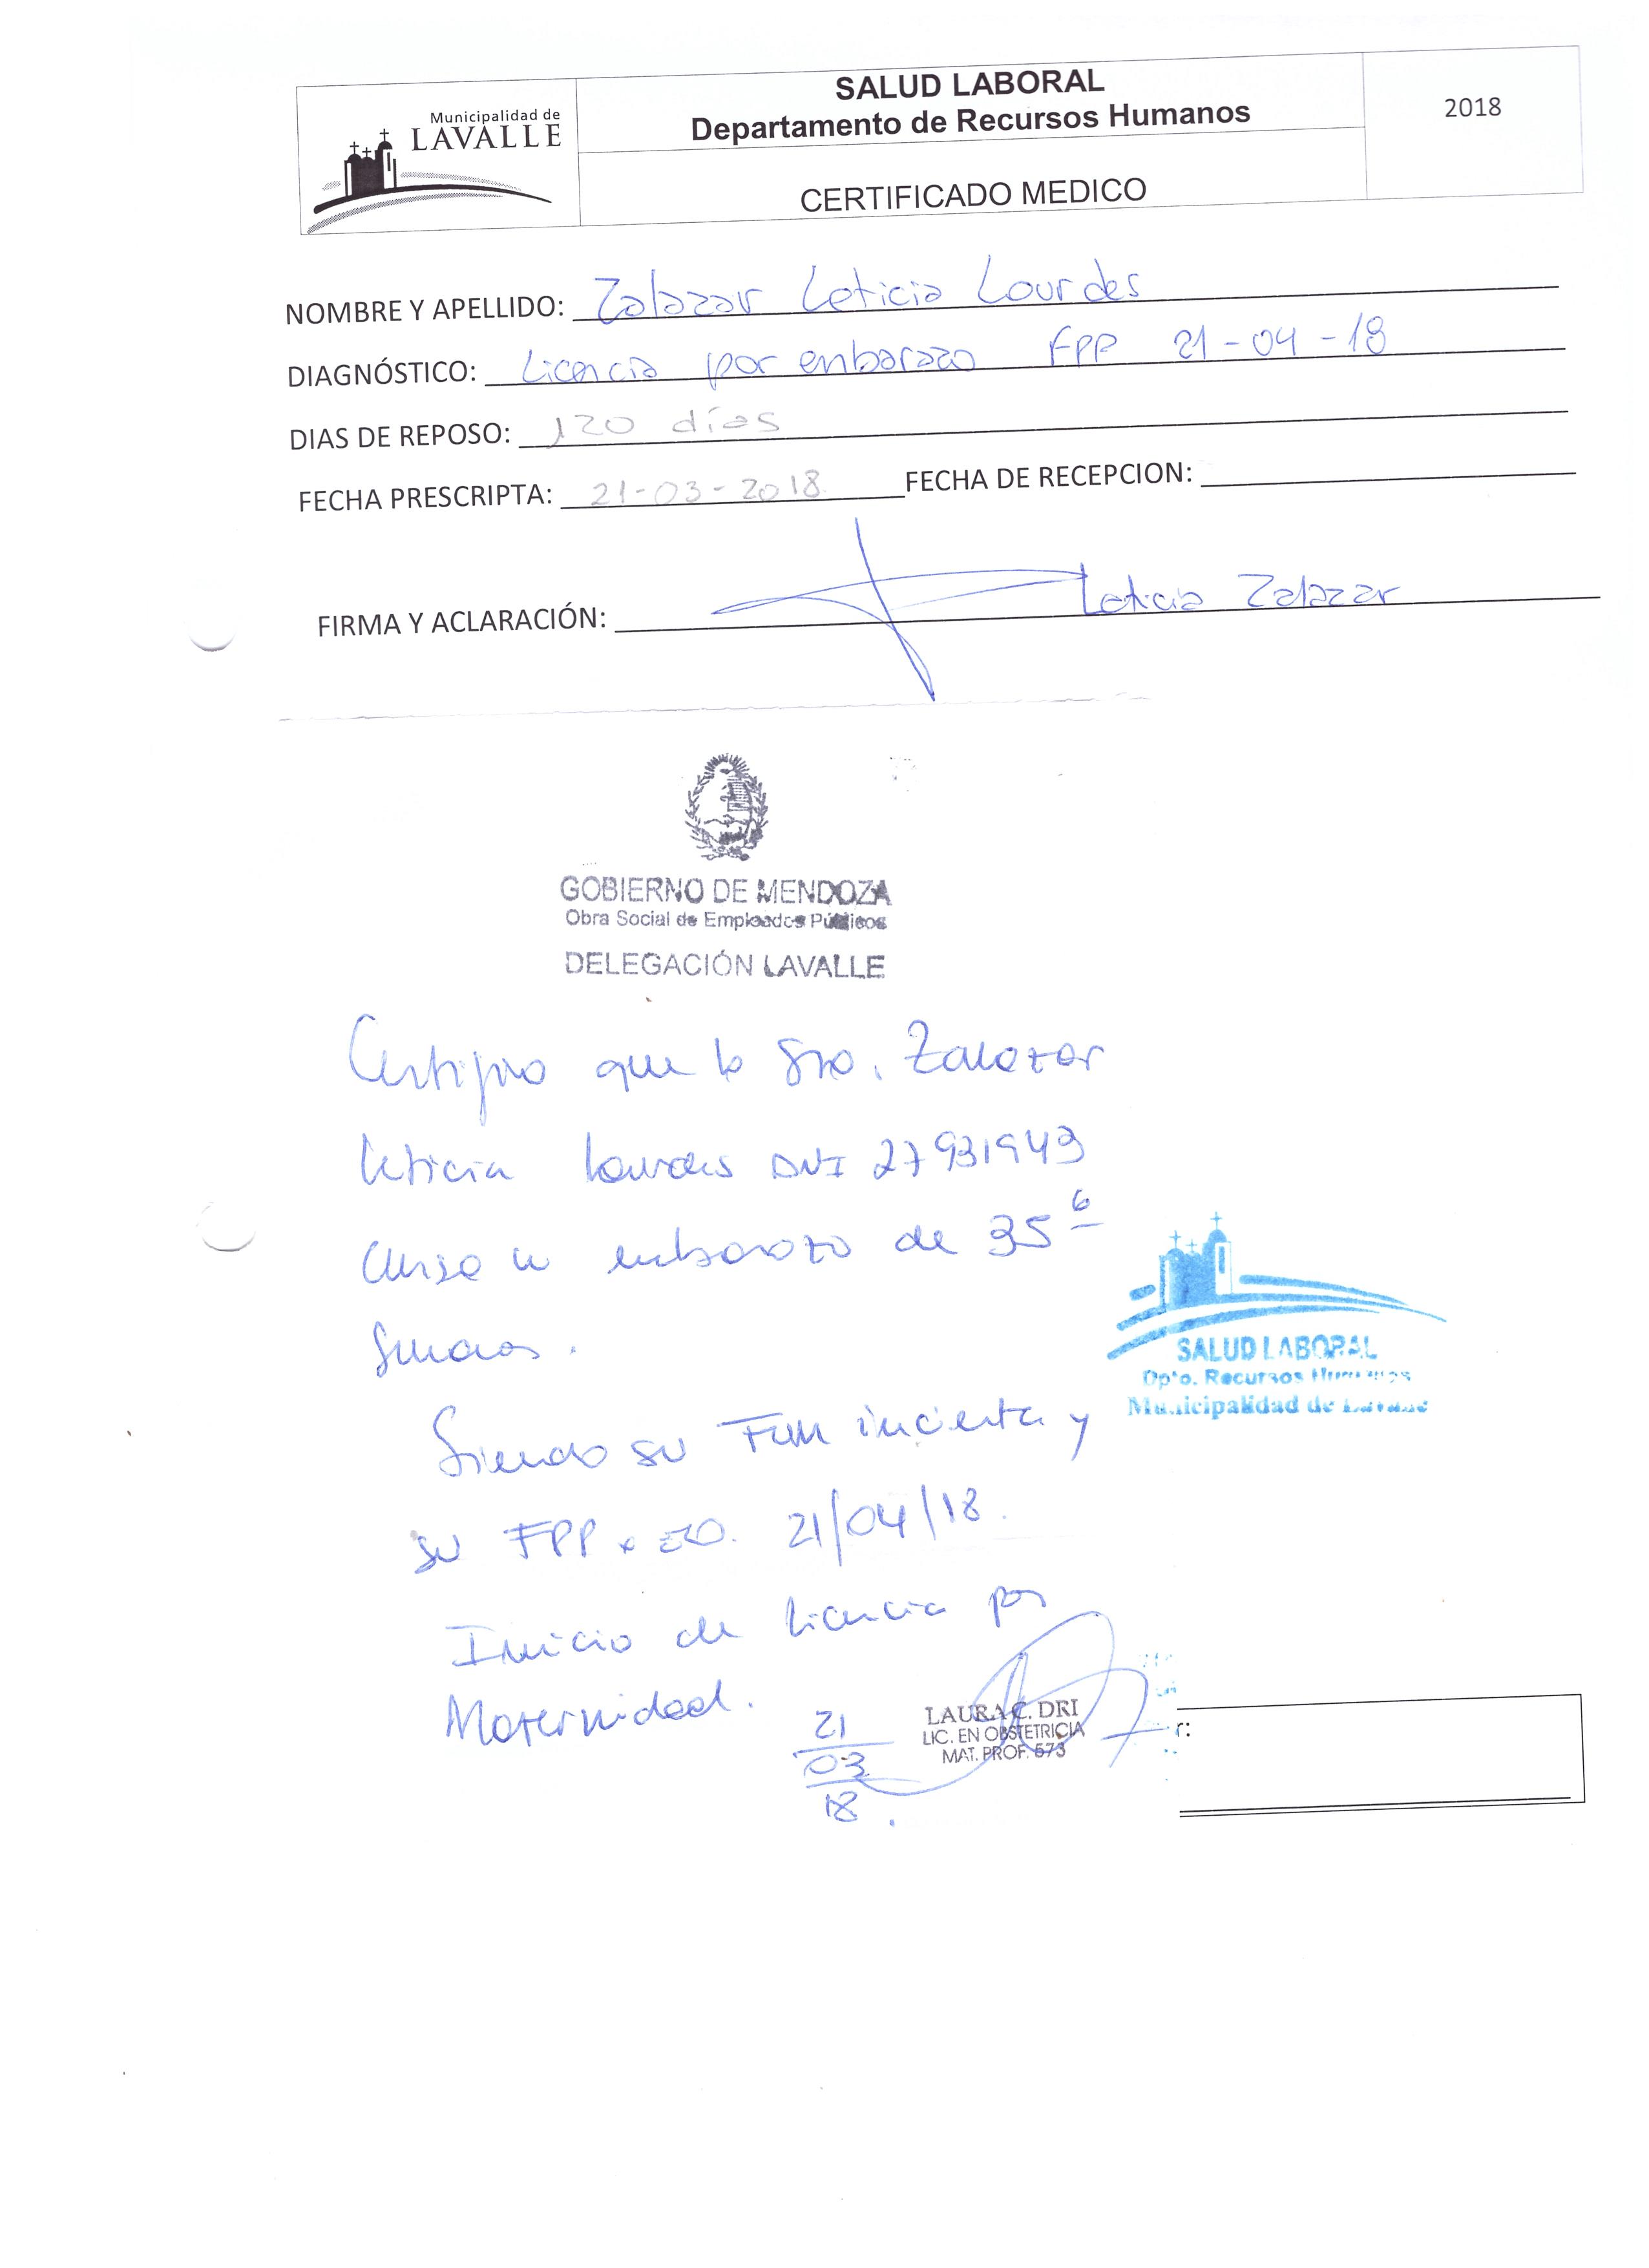 Municipalidad de
LAVALLE
SALUD LABORAL
Departamento de Recursos Humanos
CERTIFICADO MEDICO
2018
NOMBRE Y APELLIDO: Zalazar Leticia Lourdes
DIAGNÓSTICO: Licencia por enbarazo FPP 21-04-18
DIAS DE REPOSO: 120 días
FECHA PRESCRIPTA: 21-03-2018 FECHA DE RECEPCION:
FIRMA Y ACLARACIÓN: Leticia Zalazar
GOBIERNO DE MENDOZA
Obra Social de Empleados Públicos
DELEGACIÓN LAVALLE
Certifico que la Sra. Zalazar
Leticia Lourdes DNI 27931943
cursa un embarazo de 35 6
semanas.
Siendo su FUM incierta y
su FPP x eco. 21/04/18.
Inicio de Licencia por
Maternidad.
21
03
18.
LAURA C. DRI
LIC. EN OBSTETRICIA
MAT. PROF. 573
SALUD LABORAL
Dpto. Recursos Humanos
Municipalidad de Lavalle
r: